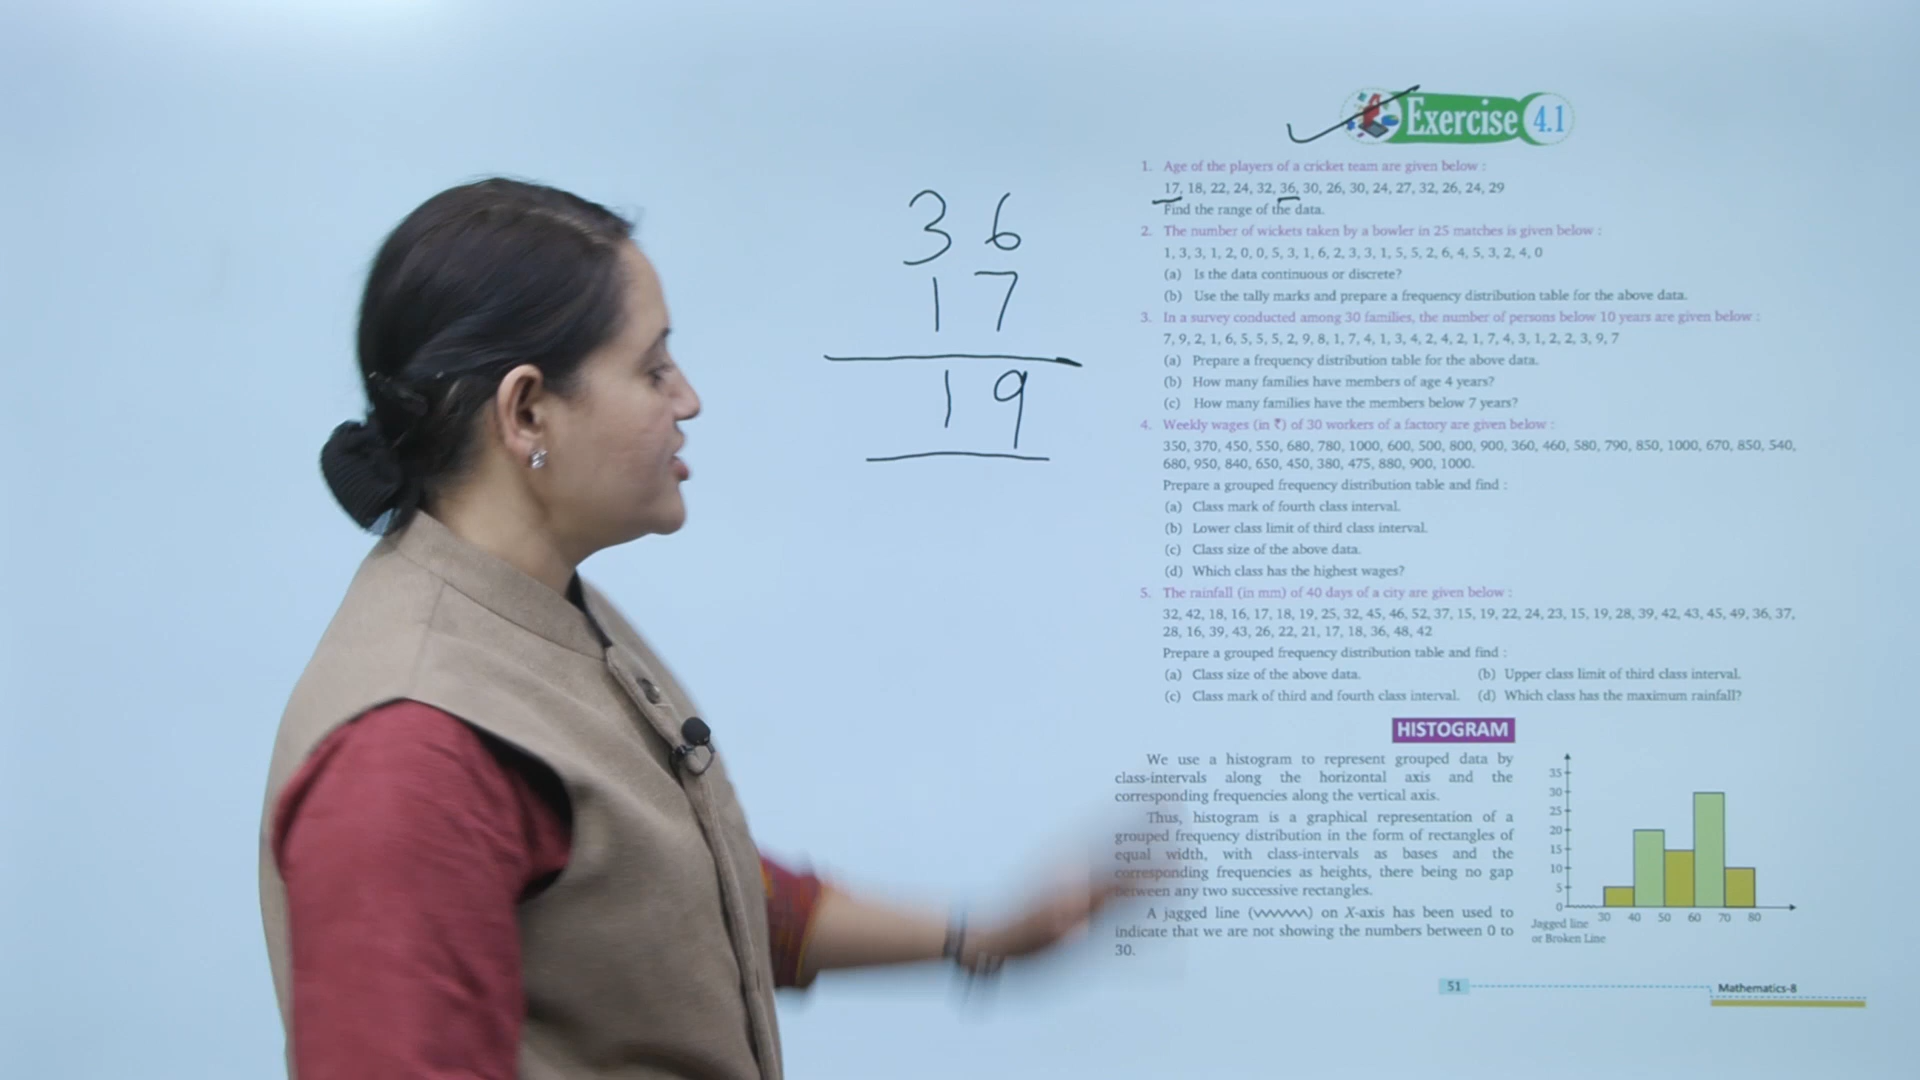 36
17
19
Exercise 4.1
1. Age of the players of a cricket team are given below :
17, 18, 22, 24, 32, 36, 30, 26, 30, 24, 27, 32, 26, 24, 29
Find the range of the data.
2. The number of wickets taken by a bowler in 25 matches is given below :
1, 3, 3, 1, 2, 0, 0, 5, 3, 1, 6, 2, 3, 3, 1, 5, 5, 2, 6, 4, 5, 3, 2, 4, 0
(a) Is the data continuous or discrete?
(b) Use the tally marks and prepare a frequency distribution table for the above data.
3. In a survey conducted among 30 families, the number of persons below 10 years are given below :
7, 9, 2, 1, 6, 5, 5, 5, 2, 9, 8, 1, 7, 4, 1, 3, 4, 2, 4, 2, 1, 7, 4, 3, 1, 2, 2, 3, 9, 7
(a) Prepare a frequency distribution table for the above data.
(b) How many families have members of age 4 years?
(c) How many families have the members below 7 years?
4. Weekly wages (in ₹) of 30 workers of a factory are given below :
350, 370, 450, 550, 680, 780, 1000, 600, 500, 800, 900, 360, 460, 580, 790, 850, 1000, 670, 850, 540,
680, 950, 840, 650, 450, 380, 475, 880, 900, 1000.
Prepare a grouped frequency distribution table and find :
(a) Class mark of fourth class interval.
(b) Lower class limit of third class interval.
(c) Class size of the above data.
(d) Which class has the highest wages?
5. The rainfall (in mm) of 40 days of a city are given below :
32, 42, 18, 16, 17, 18, 19, 25, 32, 45, 46, 52, 37, 15, 19, 22, 24, 23, 15, 19, 28, 39, 42, 43, 45, 49, 36, 37,
28, 16, 39, 43, 26, 22, 21, 17, 18, 36, 48, 42
Prepare a grouped frequency distribution table and find :
(a) Class size of the above data. (b) Upper class limit of third class interval.
(c) Class mark of third and fourth class interval. (d) Which class has the maximum rainfall?
HISTOGRAM
We use a histogram to represent grouped data by
class-intervals along the horizontal axis and the
corresponding frequencies along the vertical axis.
Thus, histogram is a graphical representation of a
grouped frequency distribution in the form of rectangles of
equal width, with class-intervals as bases and the
corresponding frequencies as heights, there being no gap
between any two successive rectangles.
A jagged line (vvvvvv) on X-axis has been used to
indicate that we are not showing the numbers between 0 to
30.
35
30
25
20
15
10
5
0
30 40 50 60 70 80
Jagged line
or Broken Line
51
Mathematics-8